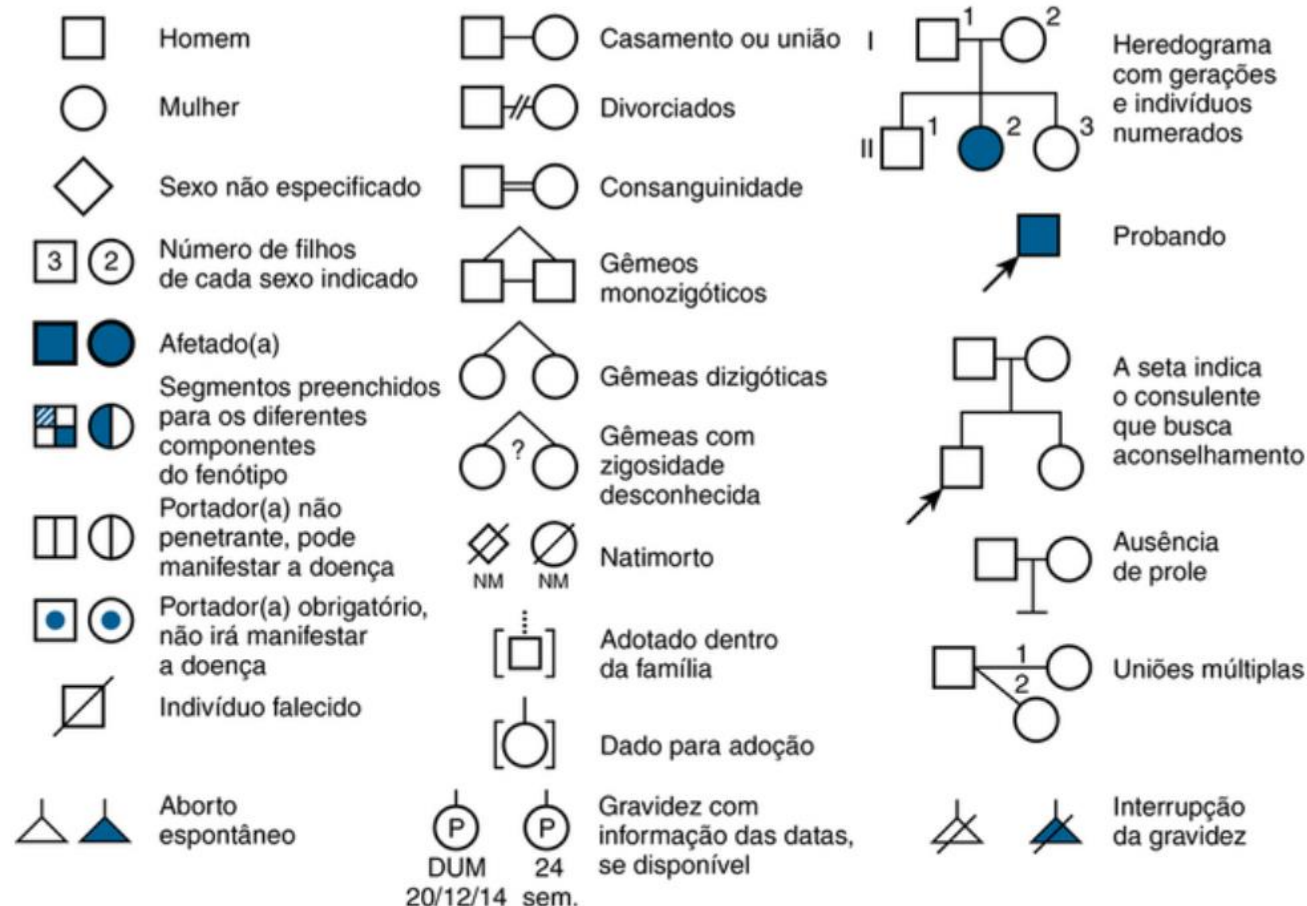 Homem
Mulher
Sexo não especificado
3 2
Número de filhos
de cada sexo indicado
Afetado(a)
Segmentos preenchidos
para os diferentes
componentes
do fenótipo
Portador(a) não
penetrante, pode
manifestar a doença
Portador(a) obrigatório,
não irá manifestar
a doença
Indivíduo falecido
Aborto
espontâneo
Casamento ou união
Divorciados
Consanguinidade
Gêmeos
monozigóticos
Gêmeas dizigóticas
?
Gêmeas com
zigosidade
desconhecida
NM NM
Natimorto
Adotado dentro
da família
Dado para adoção
P P
DUM 24
20/12/14 sem.
Gravidez com
informação das datas,
se disponível
I 1 2
II 1 2 3
Heredograma
com gerações
e indivíduos
numerados
Probando
A seta indica
o consulente
que busca
aconselhamento
Ausência
de prole
1
2
Uniões múltiplas
Interrupção
da gravidez